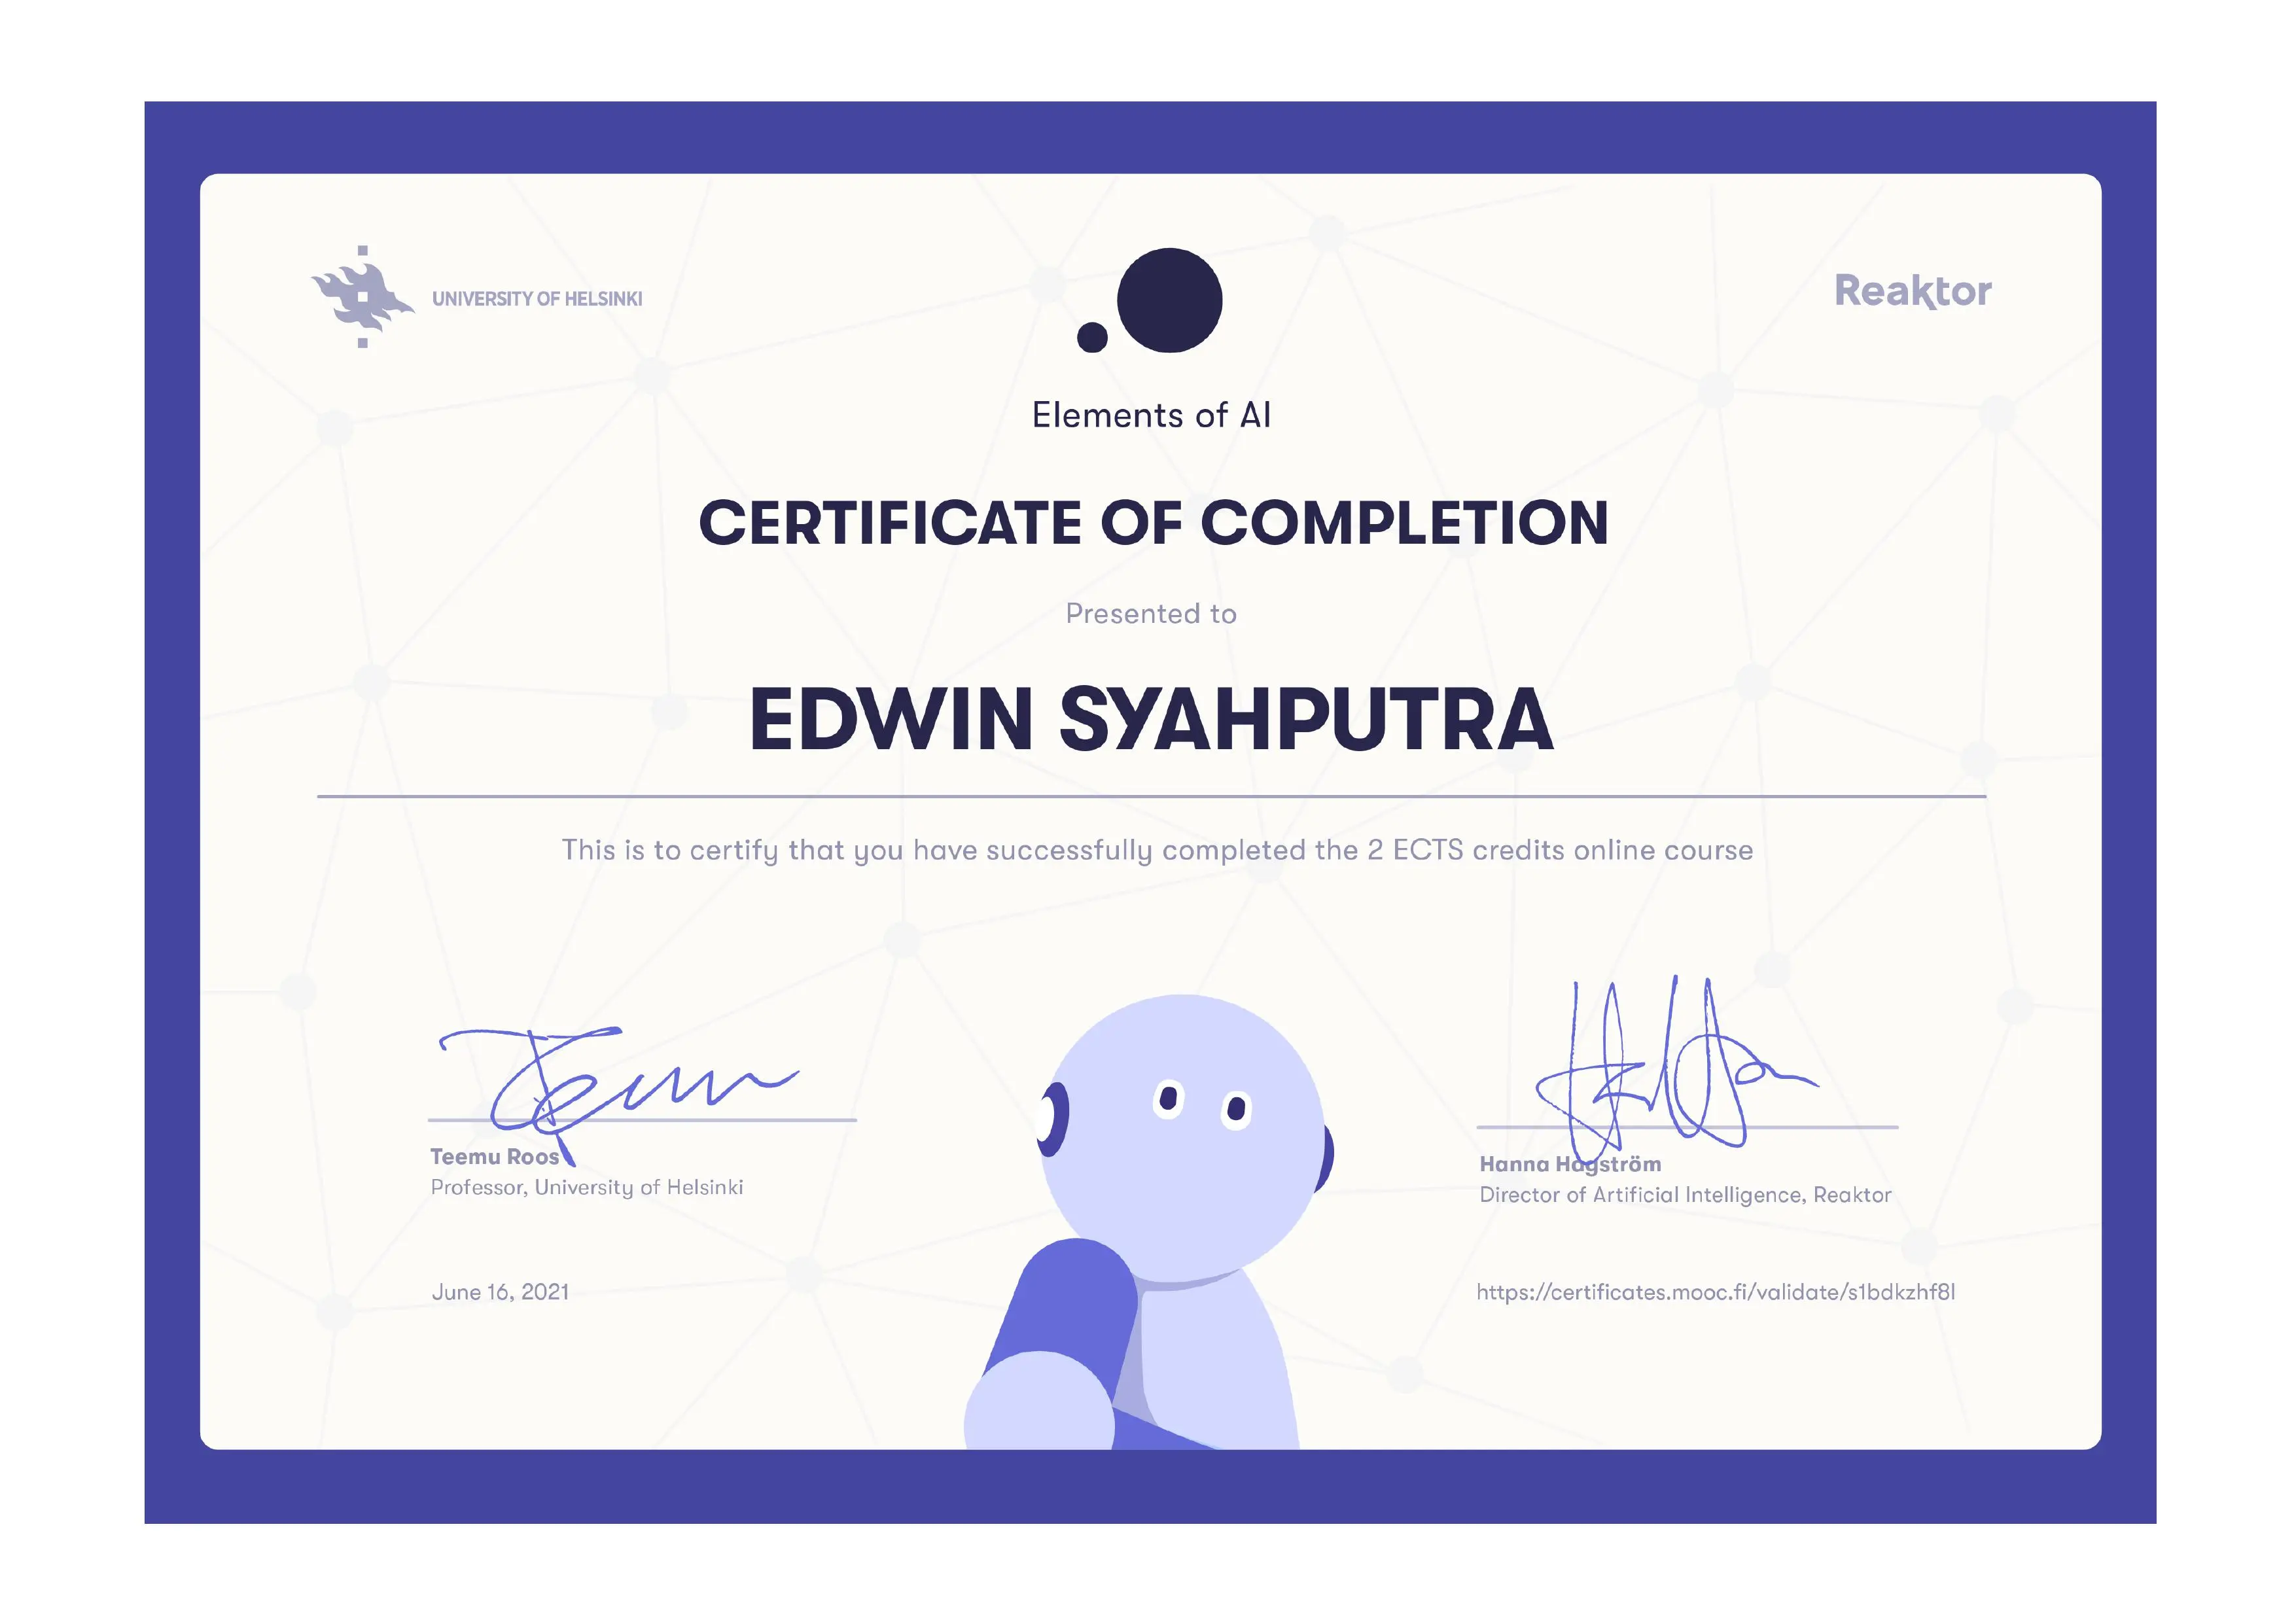 UNIVERSITY OF HELSINKI
Reaktor
Elements of AI
CERTIFICATE OF COMPLETION
Presented to
EDWIN SYAHPUTRA
This is to certify that you have successfully completed the 2 ECTS credits online course
Teemu Roos
Professor, University of Helsinki
Hanna Hagström
Director of Artificial Intelligence, Reaktor
June 16, 2021
https://certificates.mooc.fi/validate/s1bdkzhf8l